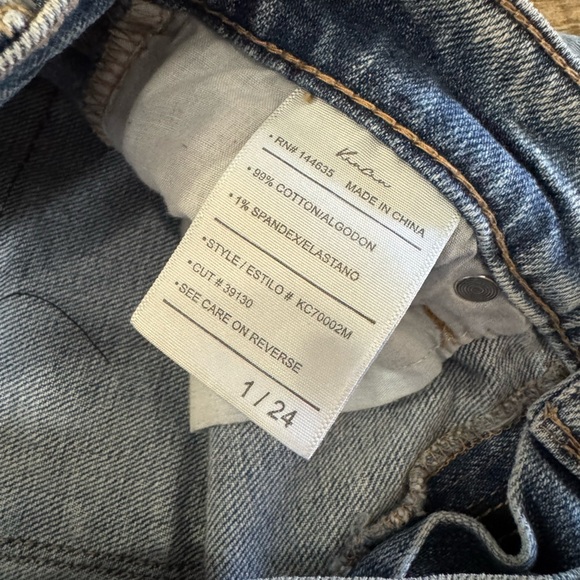 Kncan
• RN# 144635 MADE IN CHINA
• 99% COTTON/ALGODON
• 1% SPANDEX/ELASTANO
• STYLE / ESTILO # KC70002M
• CUT # 39130
• SEE CARE ON REVERSE
1 / 24